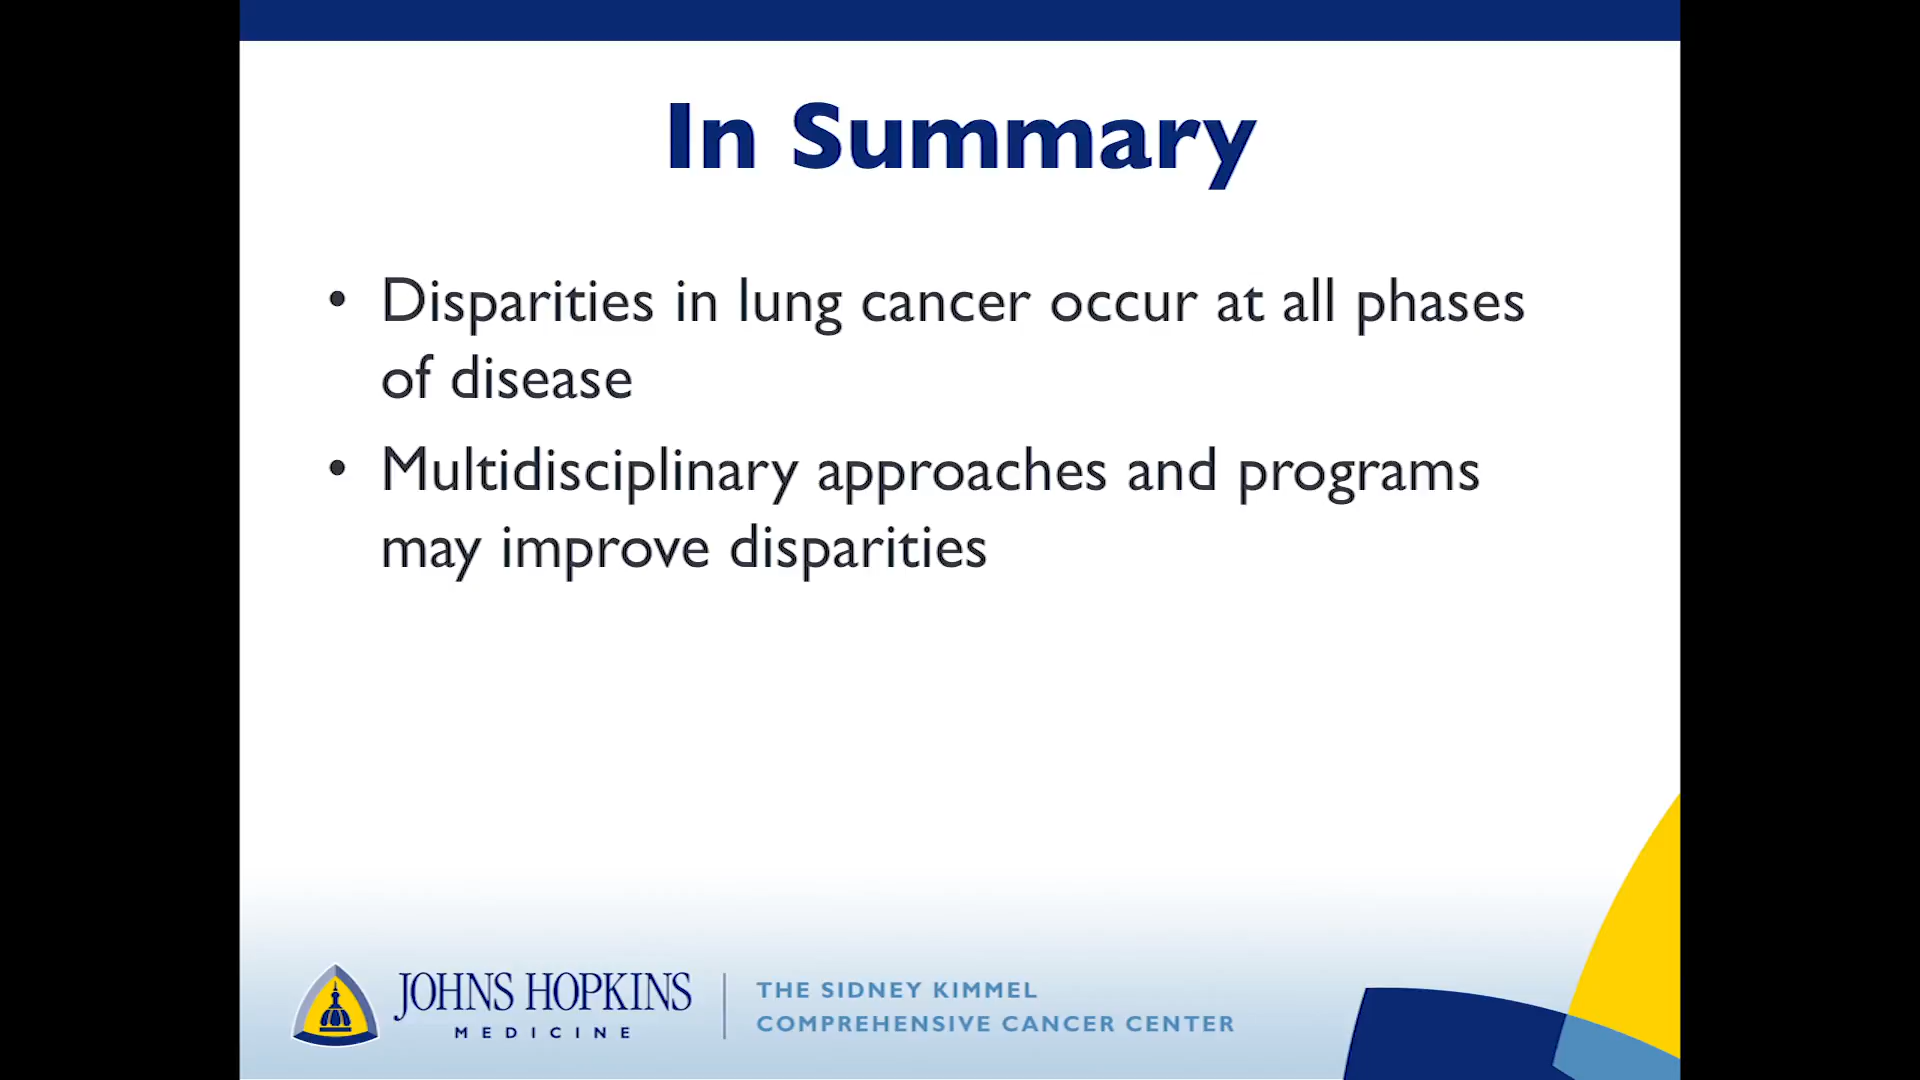 In Summary
• Disparities in lung cancer occur at all phases
of disease
• Multidisciplinary approaches and programs
may improve disparities
JOHNS HOPKINS
MEDICINE
THE SIDNEY KIMMEL
COMPREHENSIVE CANCER CENTER